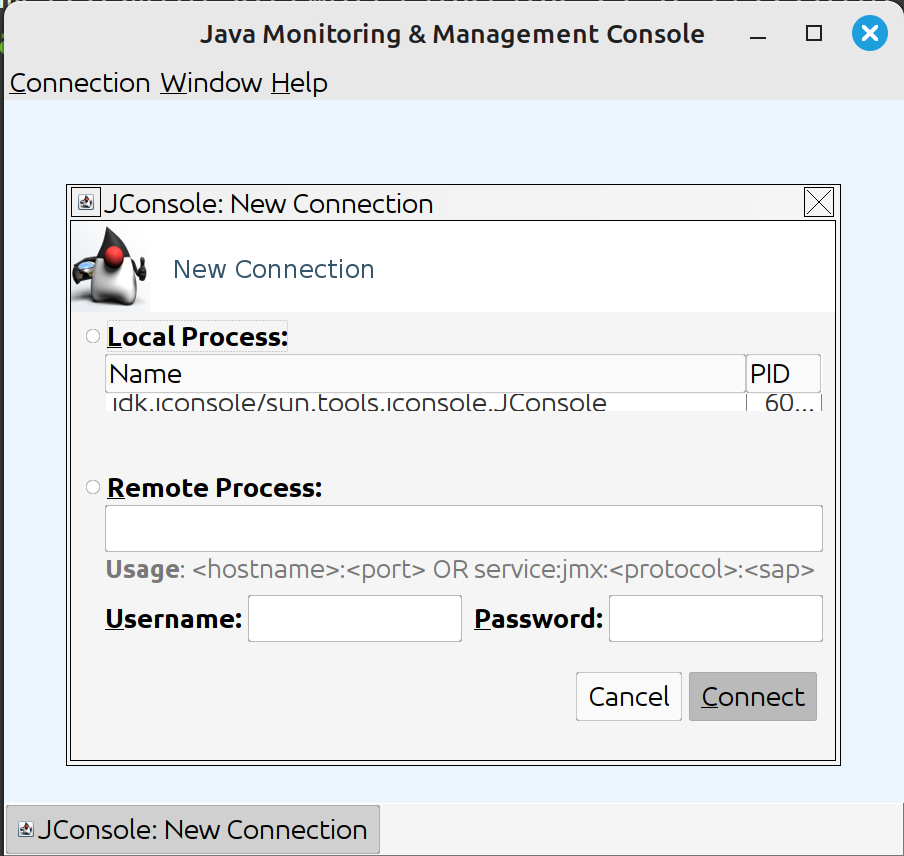 Java Monitoring & Management Console
Connection Window Help
JConsole: New Connection
New Connection
Local Process:
Name PID
jdk.jconsole/sun.tools.jconsole.JConsole 60...
Remote Process:
Usage: <hostname>:<port> OR service:jmx:<protocol>:<sap>
Username: Password:
Cancel Connect
JConsole: New Connection